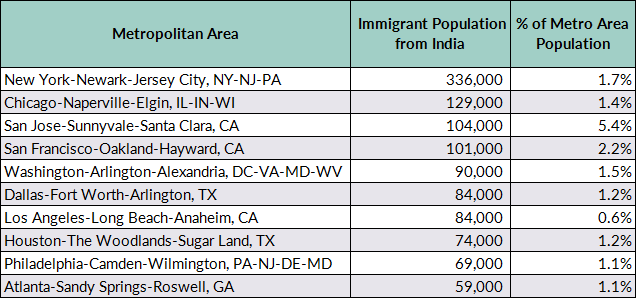 Metropolitan Area Immigrant Population from India % of Metro Area Population
New York-Newark-Jersey City, NY-NJ-PA 336,000 1.7%
Chicago-Naperville-Elgin, IL-IN-WI 129,000 1.4%
San Jose-Sunnyvale-Santa Clara, CA 104,000 5.4%
San Francisco-Oakland-Hayward, CA 101,000 2.2%
Washington-Arlington-Alexandria, DC-VA-MD-WV 90,000 1.5%
Dallas-Fort Worth-Arlington, TX 84,000 1.2%
Los Angeles-Long Beach-Anaheim, CA 84,000 0.6%
Houston-The Woodlands-Sugar Land, TX 74,000 1.2%
Philadelphia-Camden-Wilmington, PA-NJ-DE-MD 69,000 1.1%
Atlanta-Sandy Springs-Roswell, GA 59,000 1.1%